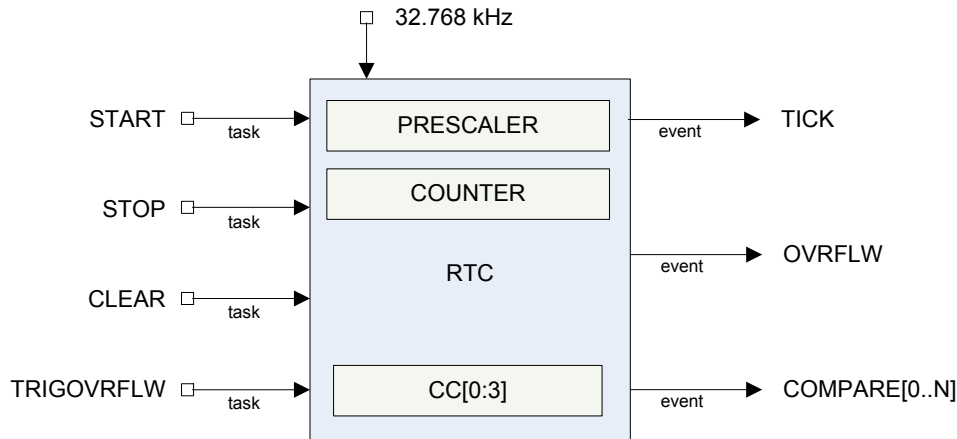 32.768 kHz
START
task
PRESCALER
event
TICK
STOP
task
COUNTER
RTC
event
OVRFLW
CLEAR
task
TRIGOVRFLW
task
CC[0:3]
event
COMPARE[0..N]